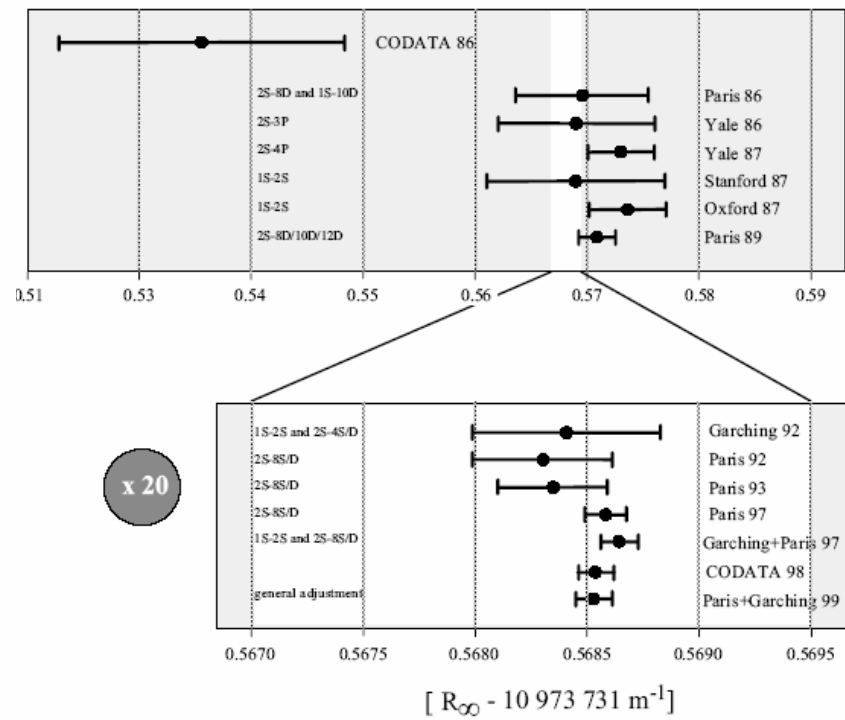 CODATA 86
2S-8D and 1S-10D Paris 86
2S-3P Yale 86
2S-4P Yale 87
1S-2S Stanford 87
1S-2S Oxford 87
2S-8D/10D/12D Paris 89
0.51 0.53 0.54 0.55 0.56 0.57 0.58 0.59
1S-2S and 2S-4S/D Garching 92
2S-8S/D Paris 92
x 20
2S-8S/D Paris 93
2S-8S/D Paris 97
1S-2S and 2S-8S/D Garching+Paris 97
CODATA 98
general adjustment Paris+Garching 99
0.5670 0.5675 0.5680 0.5685 0.5690 0.5695
[ R∞ - 10 973 731 m⁻¹]